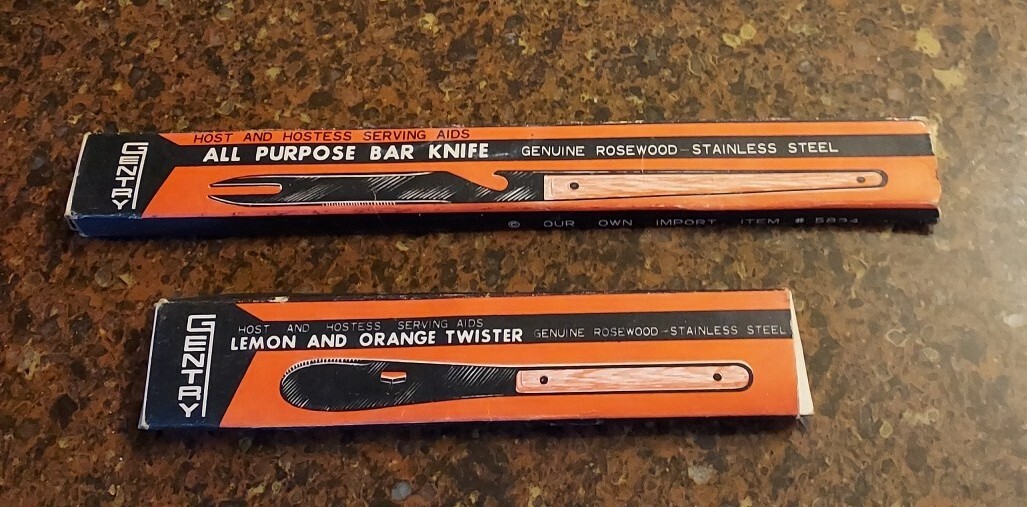 GENTRY
HOST AND HOSTESS SERVING AIDS
ALL PURPOSE BAR KNIFE GENUINE ROSEWOOD-STAINLESS STEEL
© OUR OWN IMPORT ITEM # 5834
GENTRY
HOST AND HOSTESS SERVING AIDS
LEMON AND ORANGE TWISTER GENUINE ROSEWOOD-STAINLESS STEEL